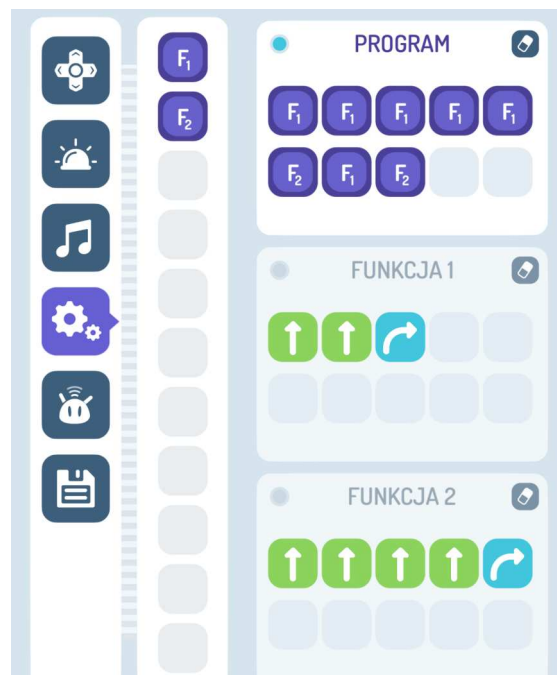 F₁
F₂
PROGRAM
F₁ F₁ F₁ F₁ F₁
F₂ F₁ F₂
FUNKCJA 1
FUNKCJA 2